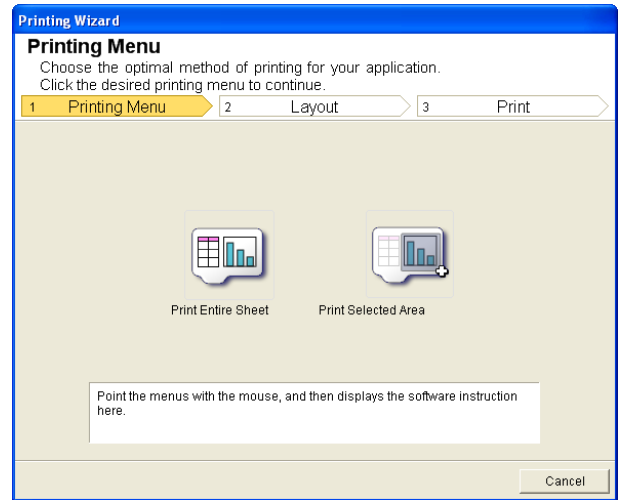 Printing Wizard
Printing Menu
Choose the optimal method of printing for your application.
Click the desired printing menu to continue.
1 Printing Menu 2 Layout 3 Print
Print Entire Sheet Print Selected Area
Point the menus with the mouse, and then displays the software instruction
here.
Cancel